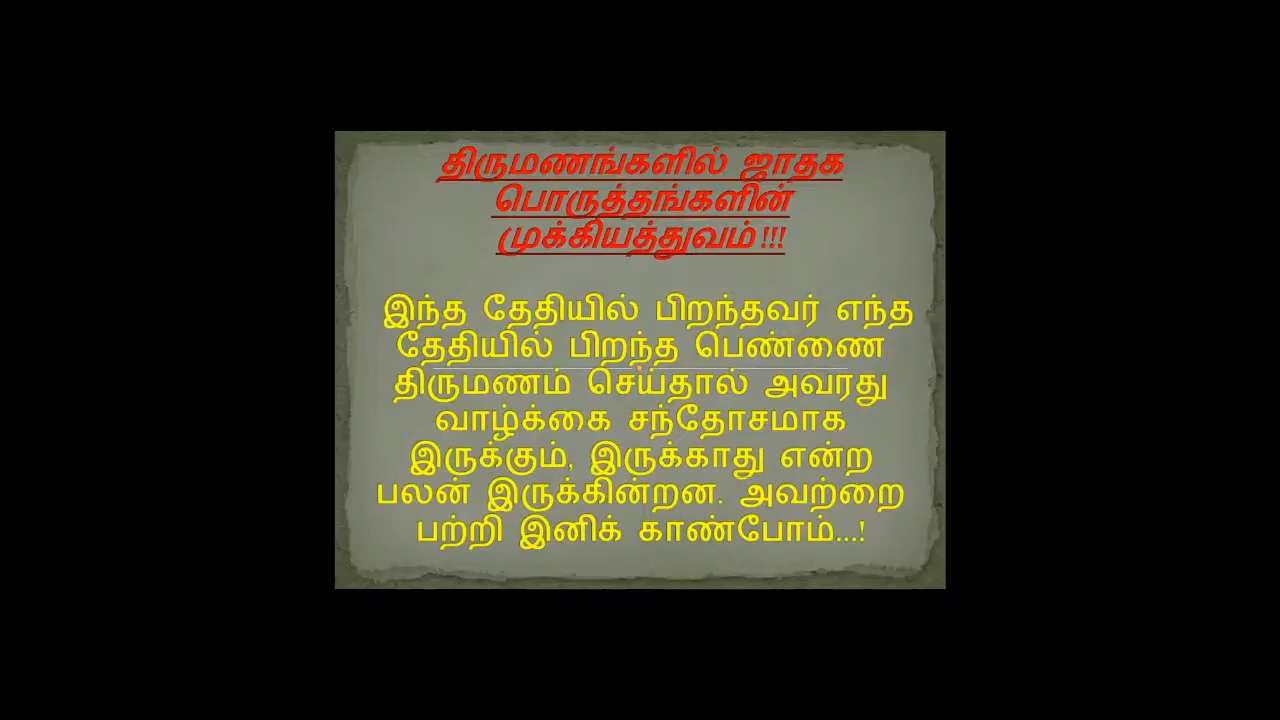 திருமணங்களில் ஜாதக
பொருத்தங்களின்
முக்கியத்துவம்!!!
இந்த தேதியில் பிறந்தவர் எந்த
தேதியில் பிறந்த பெண்ணை
திருமணம் செய்தால் அவரது
வாழ்க்கை சந்தோசமாக
இருக்கும், இருக்காது என்ற
பலன் இருக்கின்றன. அவற்றை
பற்றி இனிக் காண்போம்...!